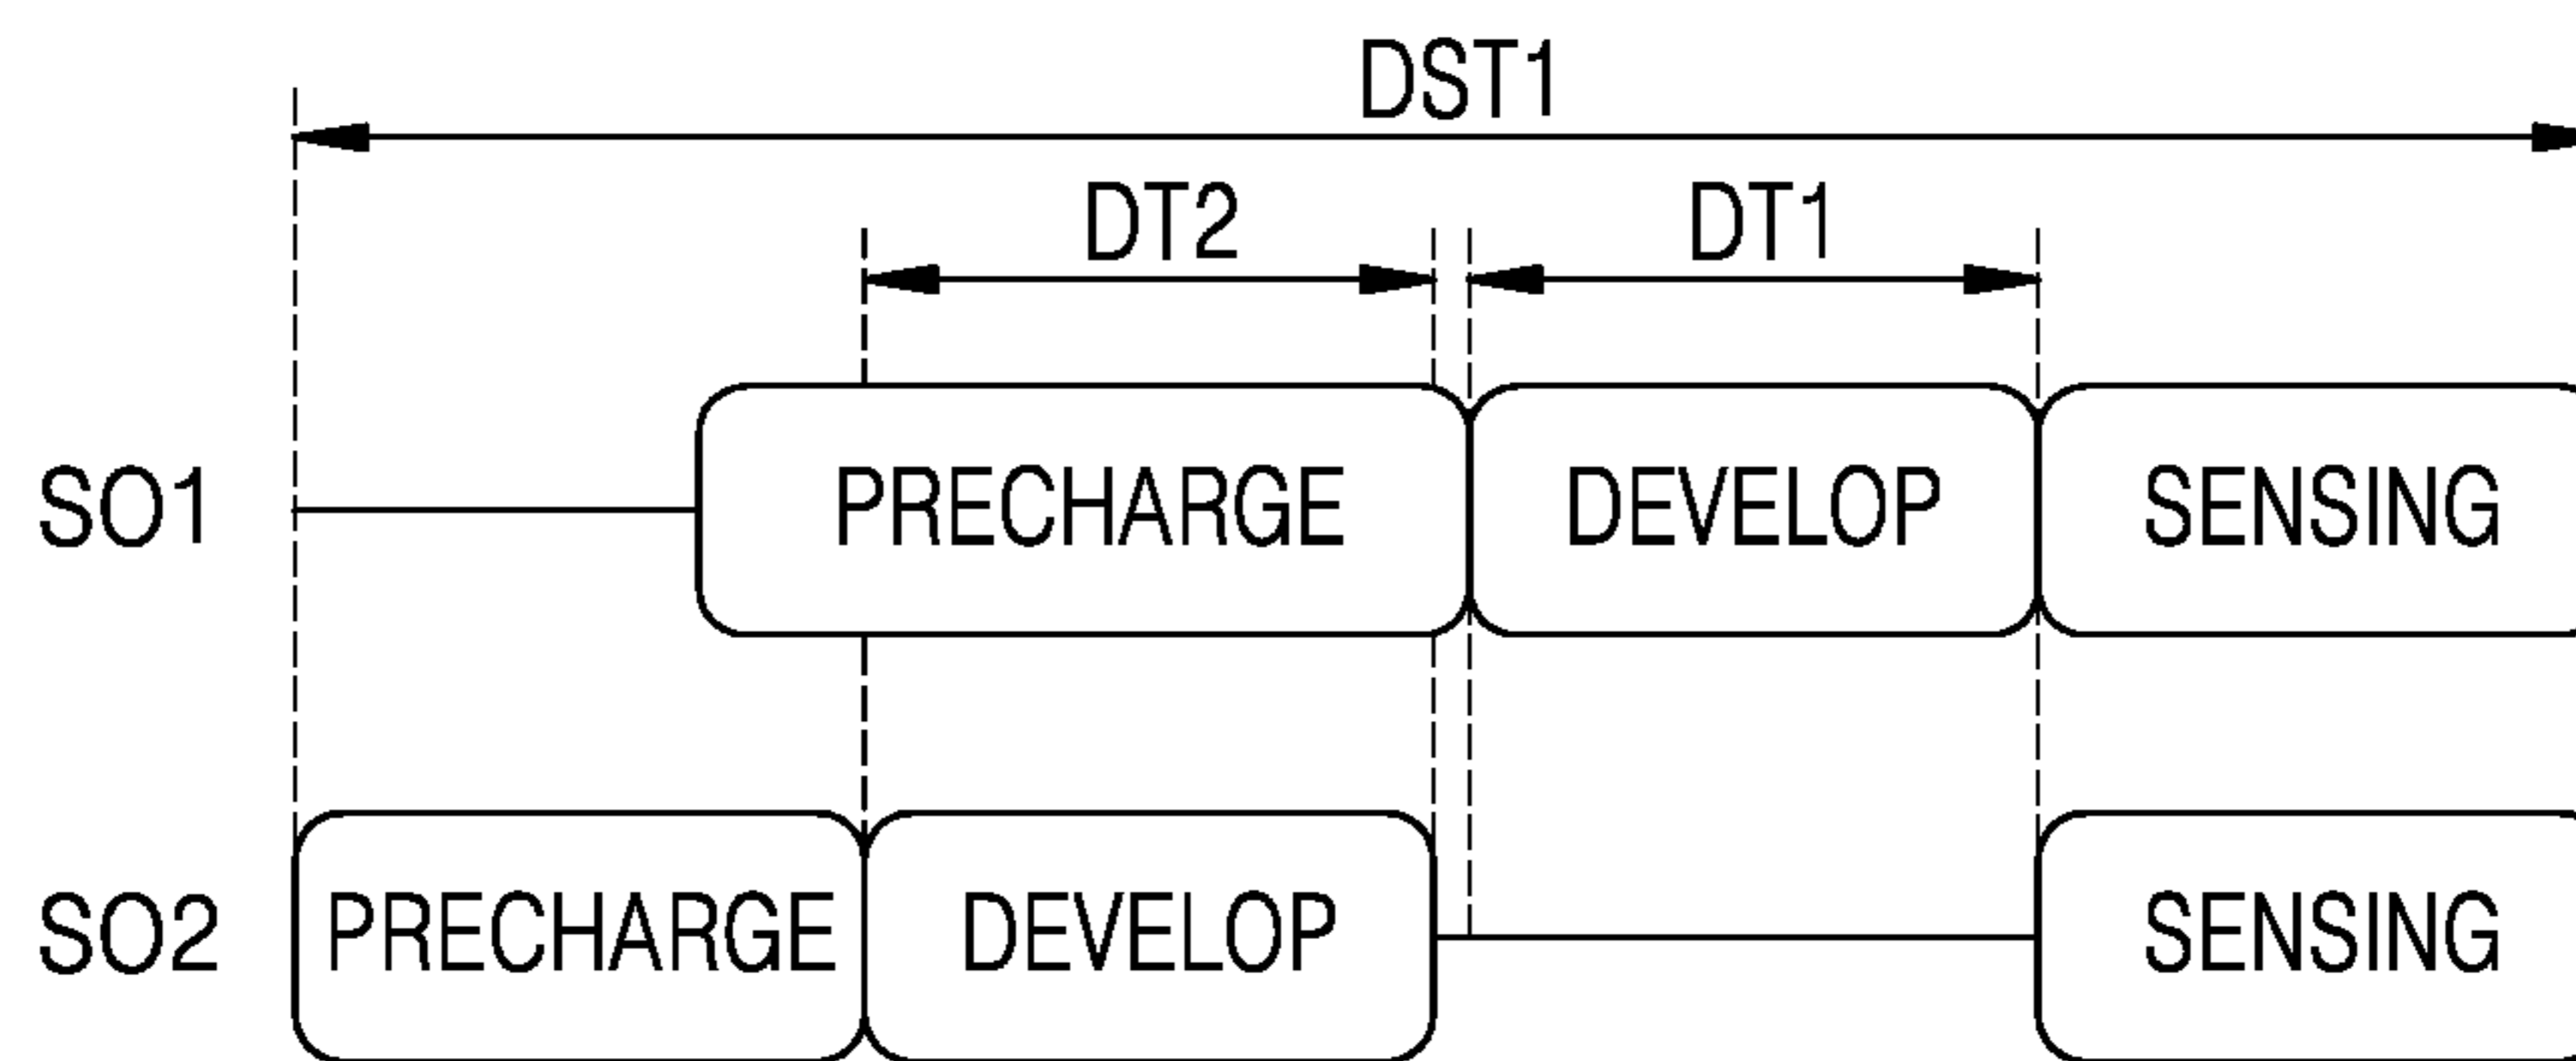 DST1
DT2 DT1
SO1 PRECHARGE DEVELOP SENSING
SO2 PRECHARGE DEVELOP SENSING